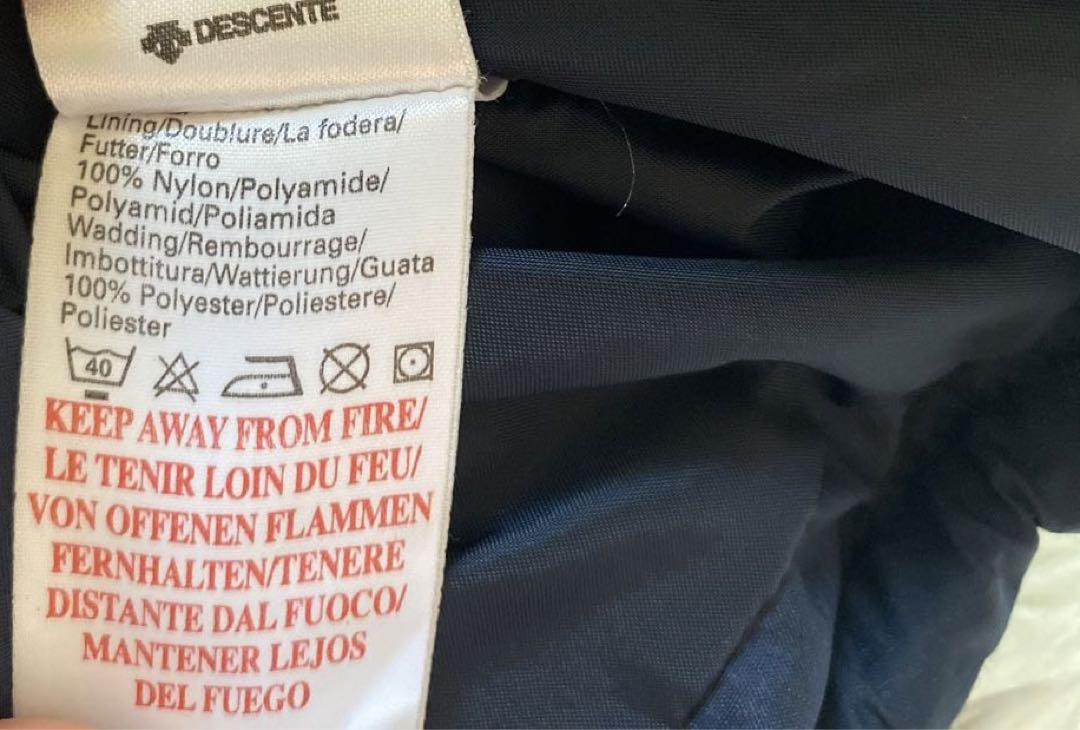 DESCENTE
Lining/Doublure/La fodera/
Futter/Forro
100% Nylon/Polyamide/
Polyamid/Poliamida
Wadding/Rembourrage/
Imbottitura/Wattierung/Guata
100% Polyester/Poliestere/
Poliester
40
KEEP AWAY FROM FIRE/
LE TENIR LOIN DU FEU/
VON OFFENEN FLAMMEN
FERNHALTEN/TENERE
DISTANTE DAL FUOCO/
MANTENER LEJOS
DEL FUEGO